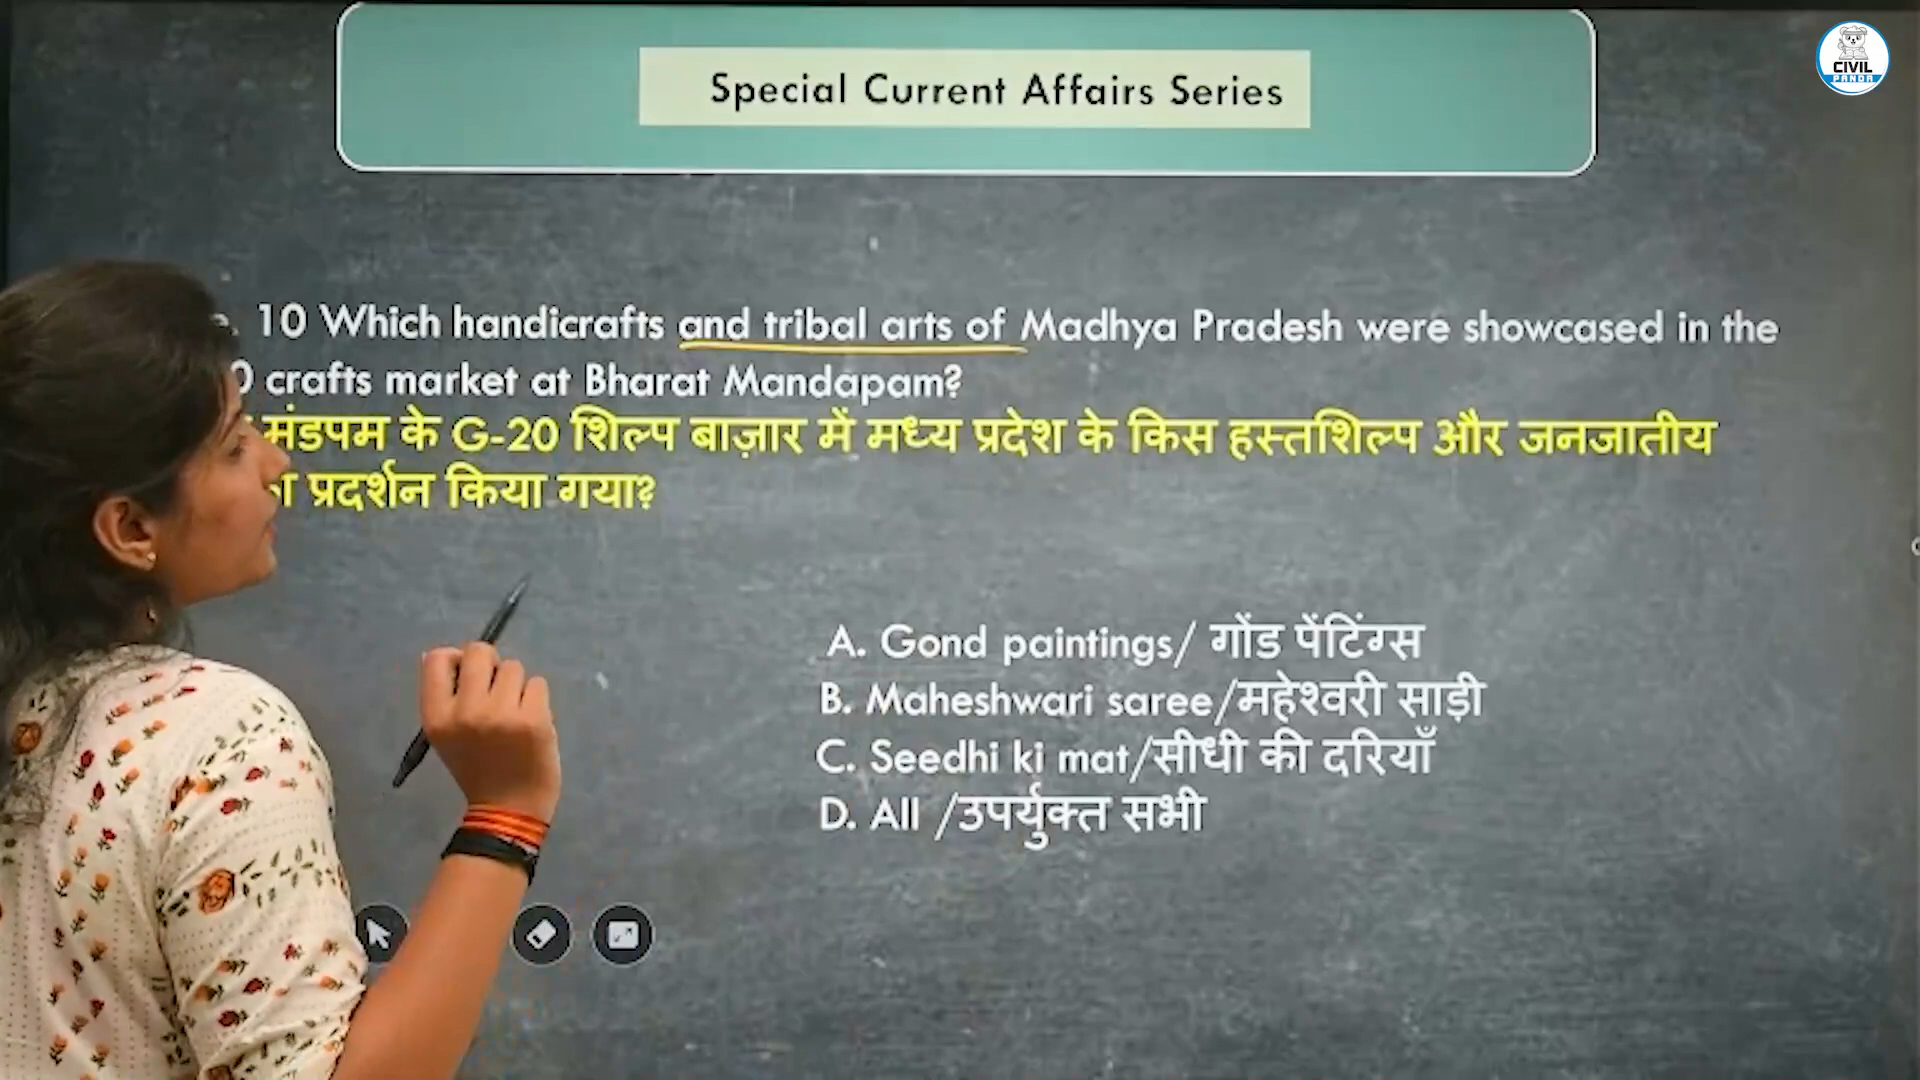 Special Current Affairs Series
CIVIL
PANDA
10 Which handicrafts and tribal arts of Madhya Pradesh were showcased in the
crafts market at Bharat Mandapam?
मंडपम के G-20 शिल्प बाज़ार में मध्य प्रदेश के किस हस्तशिल्प और जनजातीय
प्रदर्शन किया गया?
A. Gond paintings/ गोंड पेंटिंग्स
B. Maheshwari saree/महेश्वरी साड़ी
C. Seedhi ki mat/सीधी की दरियाँ
D. All /उपर्युक्त सभी